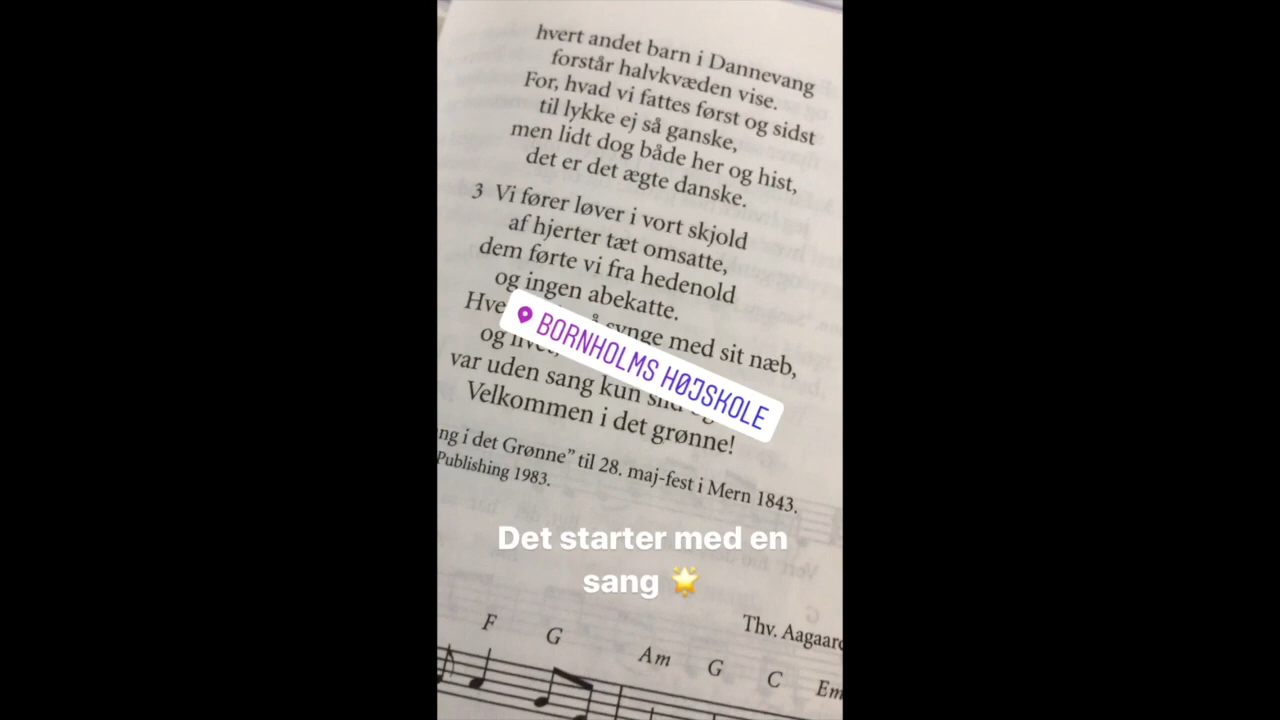 hvert andet barn i Dannevang
forstår halvkvæden vise.
For, hvad vi fattes først og sidst
til lykke ej så ganske,
men lidt dog både her og hist,
det er det ægte danske.
3 Vi fører løver i vort skjold
af hjerter tæt omsatte,
dem førte vi fra hedenold
og ingen abekatte.
synge med sit næb,
BORNHOLMS HØJSKOLE
og
var uden sang kun
Velkommen i det grønne!
ng i det Grønne” til 28. maj-fest i Mern 1843.
Publishing 1983.
Det starter med en
sang 🌟
Thv. Aagaard
F G Am G C Em